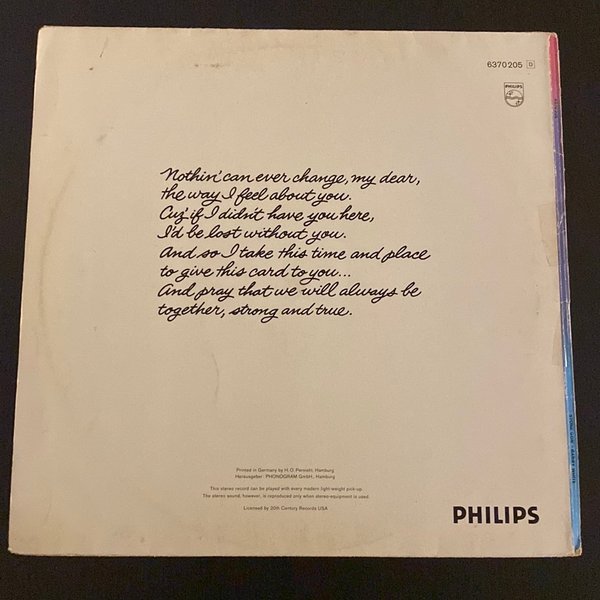 6370205 D
PHILIPS
Nothin' can ever change, my dear,
the way I feel about you.
Cuz' if I didn't have you here,
I'd be lost without you.
And so I take this time and place
to give this card to you...
And pray that we will always be
together, strong and true.
Printed in Germany by H.O. Persiehl, Hamburg
Herausgeber: PHONOGRAM GmbH, Hamburg
This stereo record can be played with every modern light-weight pick-up.
The stereo sound, however, is reproduced only when stereo-equipment is used.
Licensed by 20th Century Records USA
PHILIPS